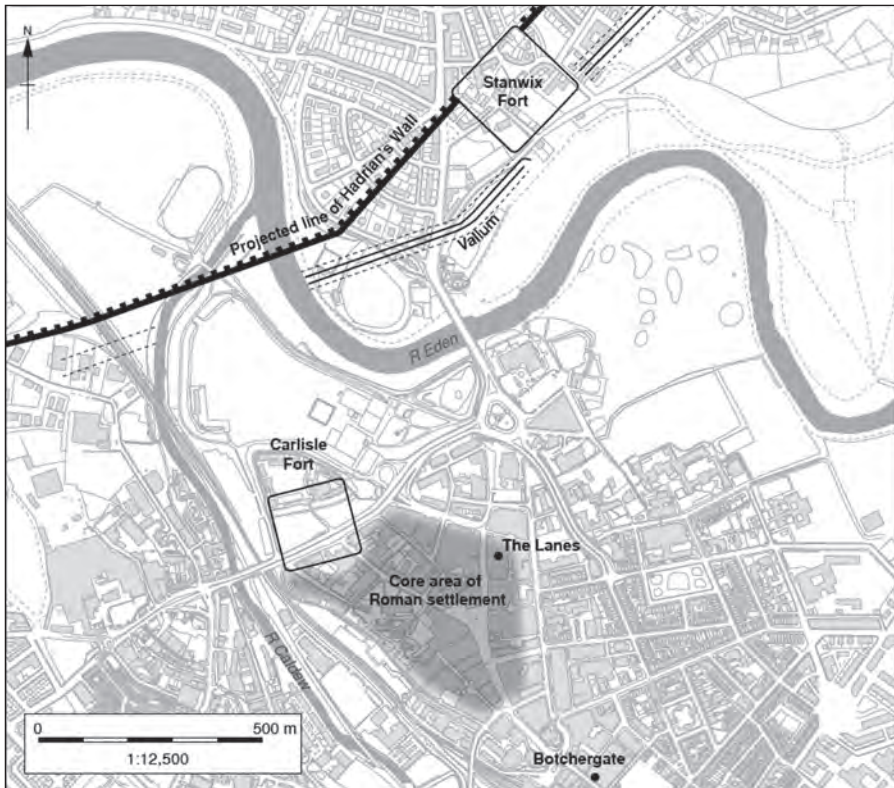 N
Stanwix
Fort
Projected line of Hadrian's Wall
Vallum
R Eden
Carlisle
Fort
The Lanes
Core area of
Roman settlement
R Caldew
0 500 m
1:12,500
Botchergate